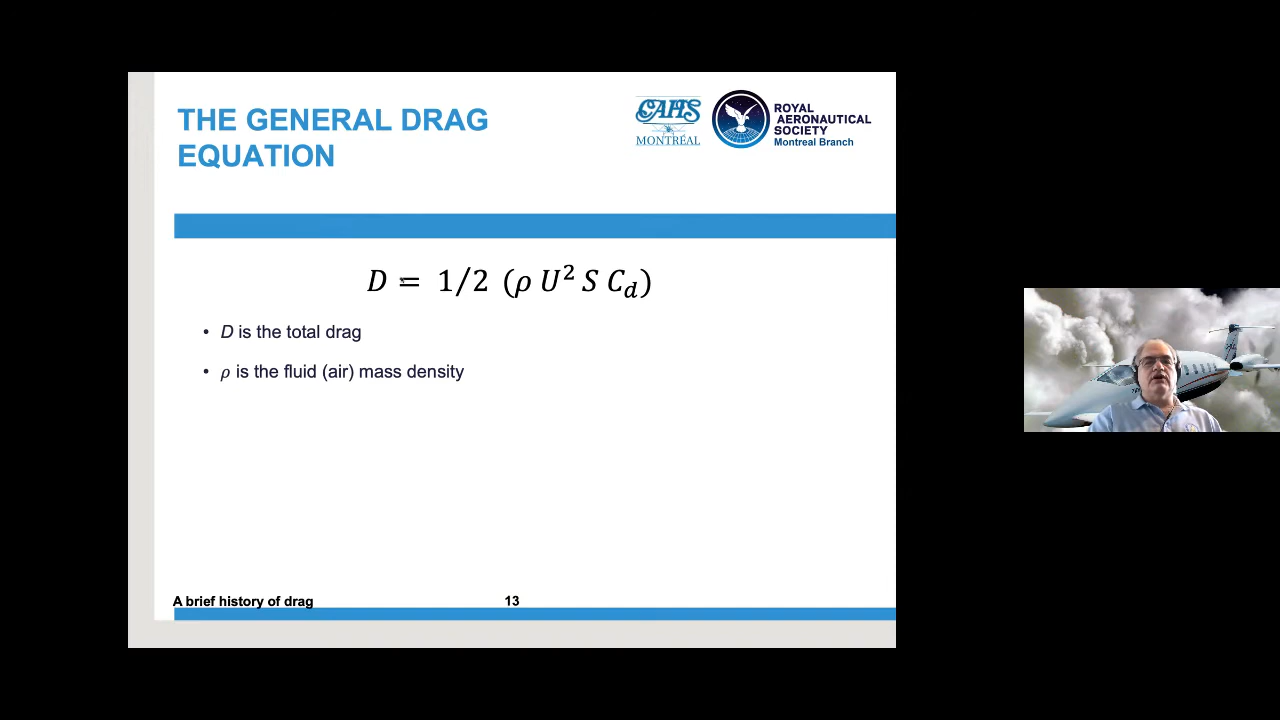 THE GENERAL DRAG
EQUATION
CAHS
MONTRÉAL
ROYAL
AERONAUTICAL
SOCIETY
Montreal Branch
D = 1/2 (ρ U² S C_d)
• D is the total drag
• ρ is the fluid (air) mass density
A brief history of drag
13